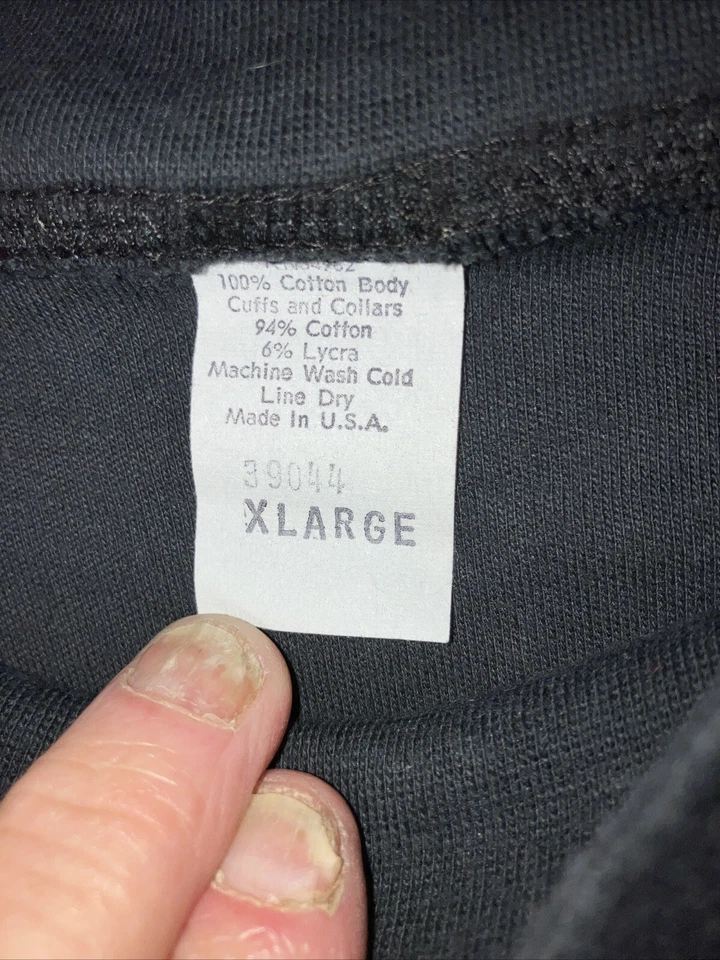 100% Cotton Body
Cuffs and Collars
94% Cotton
6% Lycra
Machine Wash Cold
Line Dry
Made In U.S.A.
39044
XLARGE